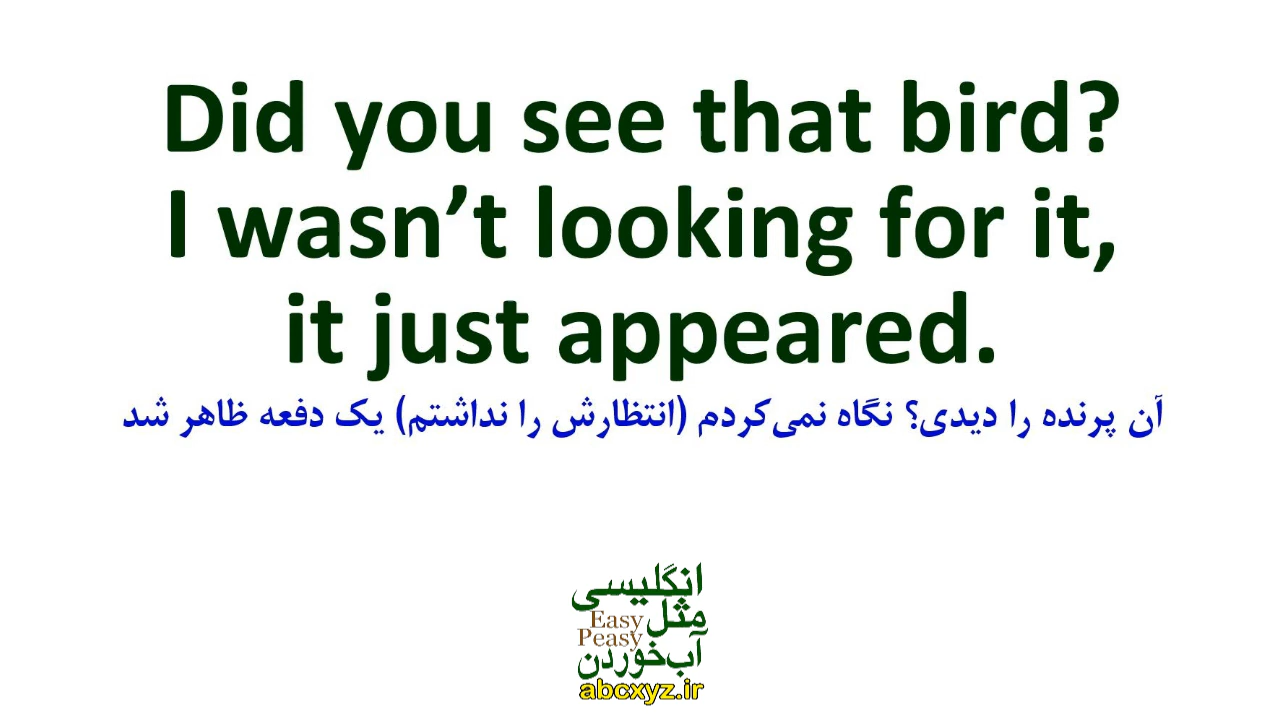 Did you see that bird?
I wasn’t looking for it,
it just appeared.
آن پرنده را دیدی؟ نگاه نمی‌کردم (انتظارش را نداشتم) یک دفعه ظاهر شد
انگلیسی
مثل
Easy
Peasy
آب‌خوردن
abcxyz.ir